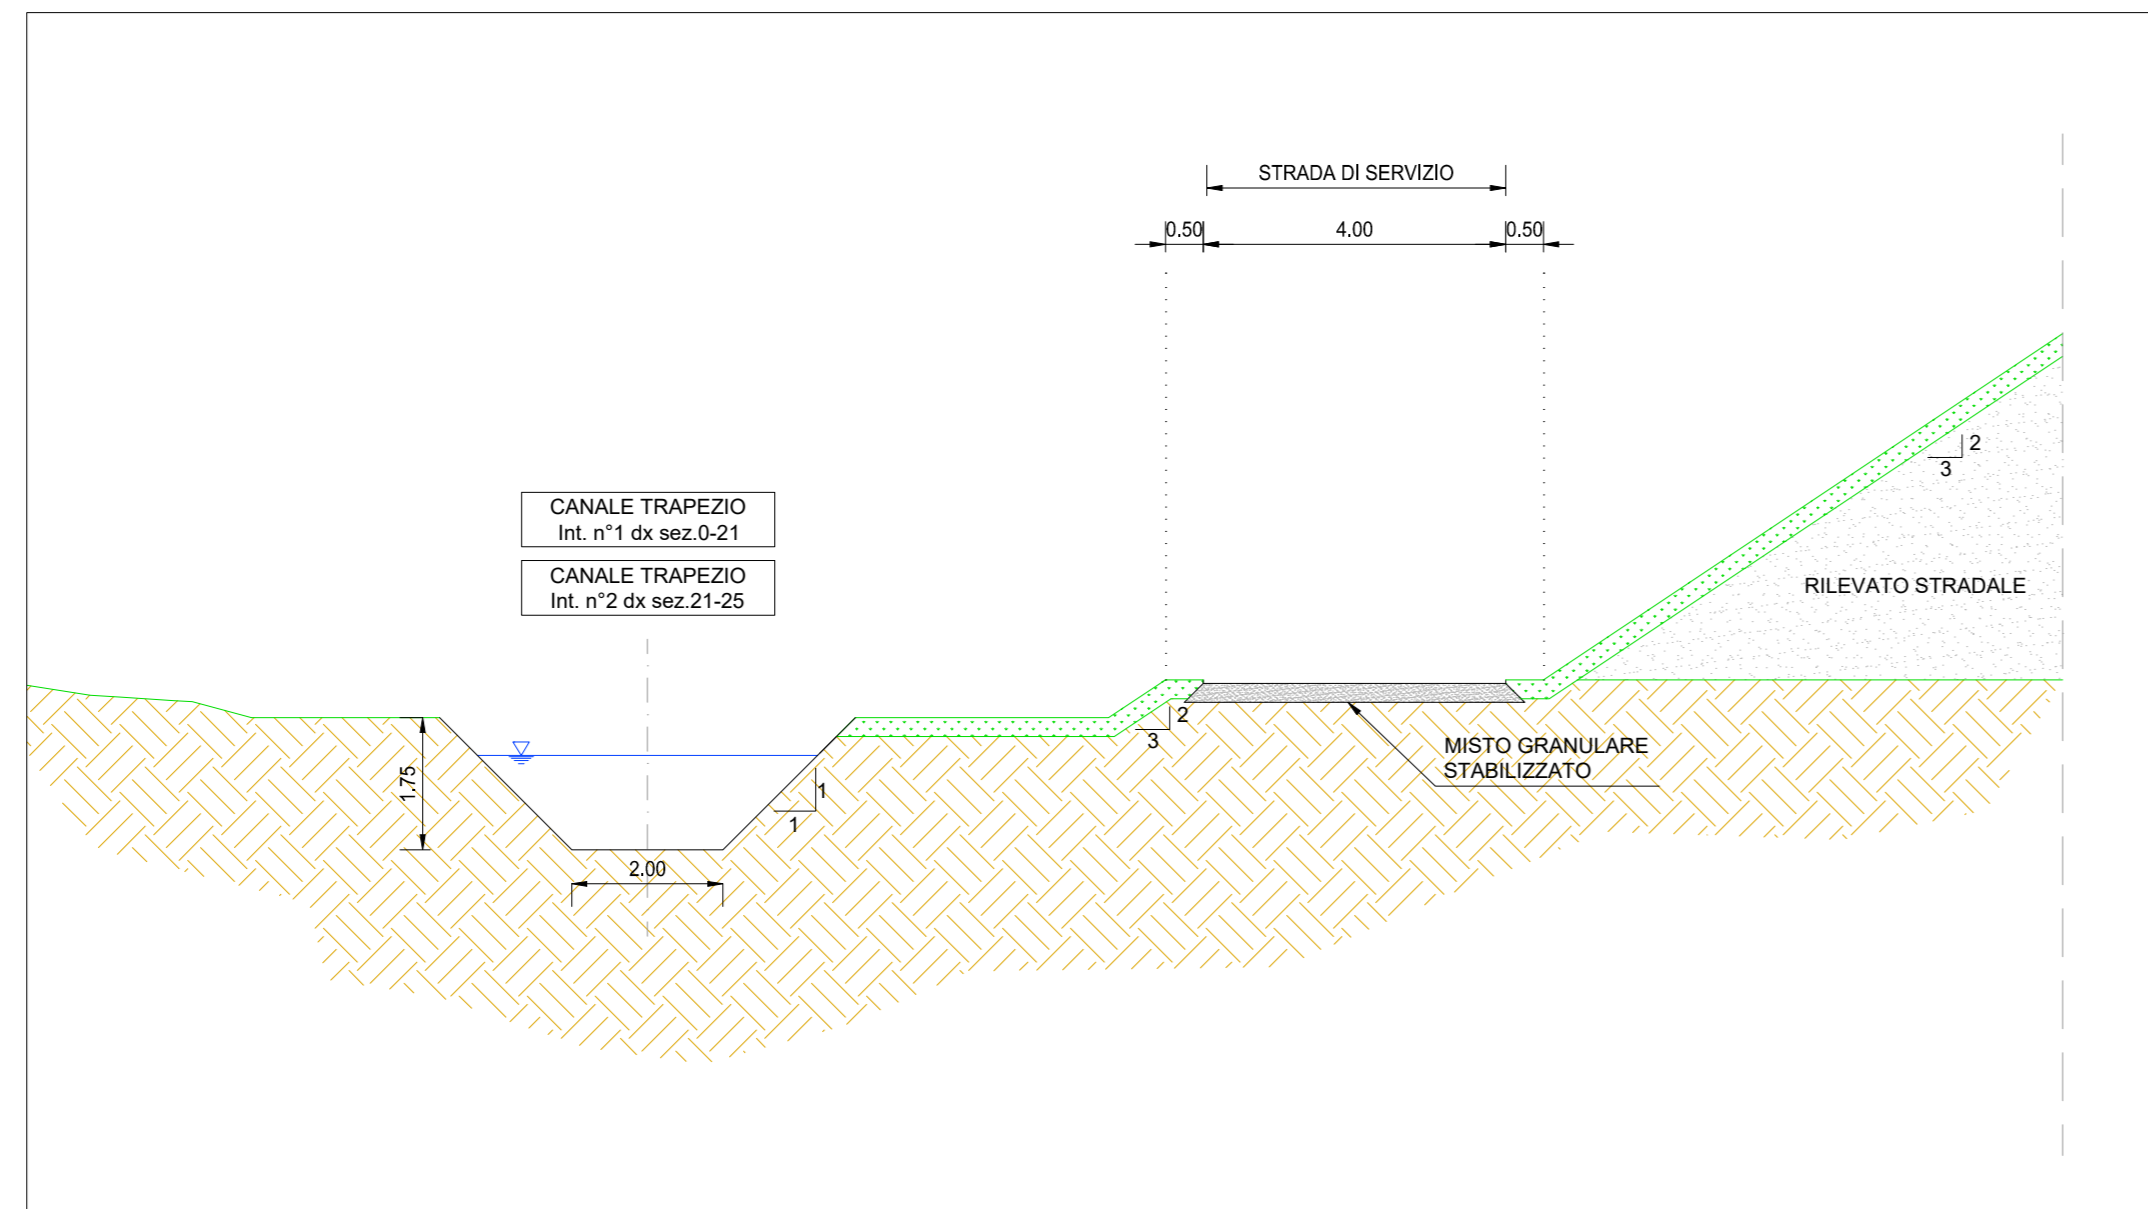 STRADA DI SERVIZIO
0.50
4.00
0.50
2
3
CANALE TRAPEZIO
Int. n°1 dx sez.0-21
CANALE TRAPEZIO
Int. n°2 dx sez.21-25
RILEVATO STRADALE
2
3
MISTO GRANULARE
STABILIZZATO
1.75
1
1
2.00